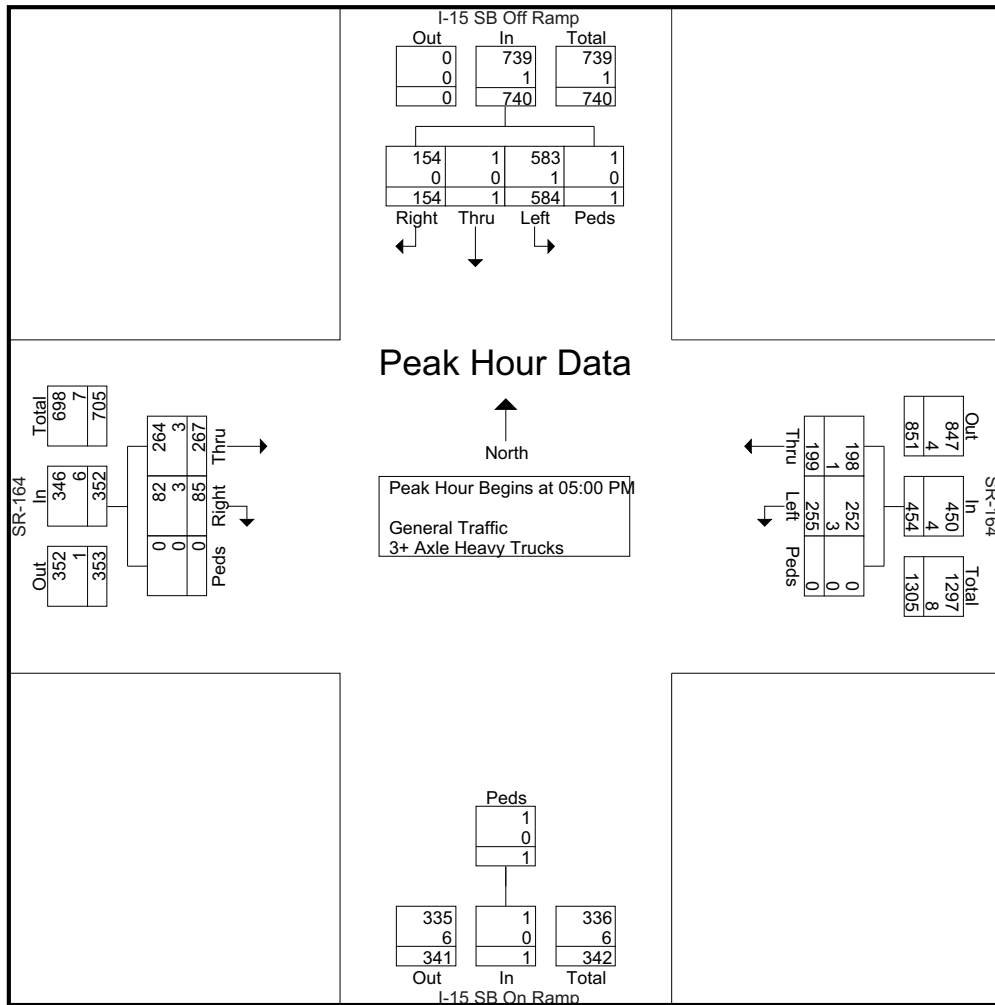 I-15 SB Off Ramp
Out In Total
0 739 739
0 1 1
0 740 740
154 1 583 1
0 0 1 0
154 1 584 1
Right Thru Left Peds
Peak Hour Data
North
Peak Hour Begins at 05:00 PM
General Traffic
3+ Axle Heavy Trucks
SR-164
Total In Out
698 346 352
7 6 1
705 352 353
264 82 0
3 3 0
267 85 0
Thru Right Peds
SR-164
Out In Total
847 450 1297
4 4 8
851 454 1305
198 252 0
1 3 0
199 255 0
Thru Left Peds
Peds
1
0
1
335 1 336
6 0 6
341 1 342
Out In Total
I-15 SB On Ramp